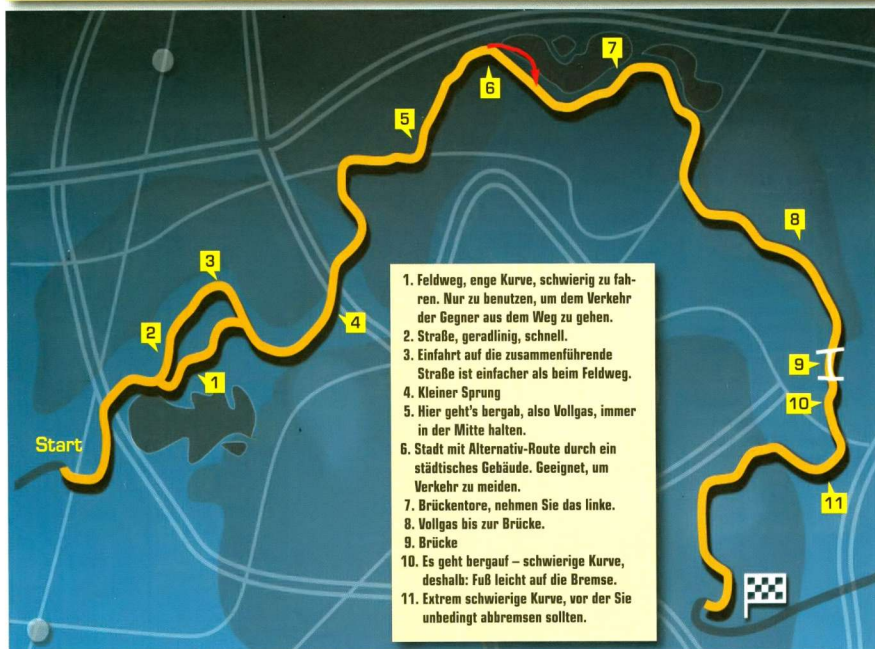 7
6
5
8
3
4
2
9
1
10
Start
11
1. Feldweg, enge Kurve, schwierig zu fah-
ren. Nur zu benutzen, um dem Verkehr
der Gegner aus dem Weg zu gehen.
2. Straße, geradlinig, schnell.
3. Einfahrt auf die zusammenführende
Straße ist einfacher als beim Feldweg.
4. Kleiner Sprung
5. Hier geht's bergab, also Vollgas, immer
in der Mitte halten.
6. Stadt mit Alternativ-Route durch ein
städtisches Gebäude. Geeignet, um
Verkehr zu meiden.
7. Brückentore, nehmen Sie das linke.
8. Vollgas bis zur Brücke.
9. Brücke
10. Es geht bergauf – schwierige Kurve,
deshalb: Fuß leicht auf die Bremse.
11. Extrem schwierige Kurve, vor der Sie
unbedingt abbremsen sollten.